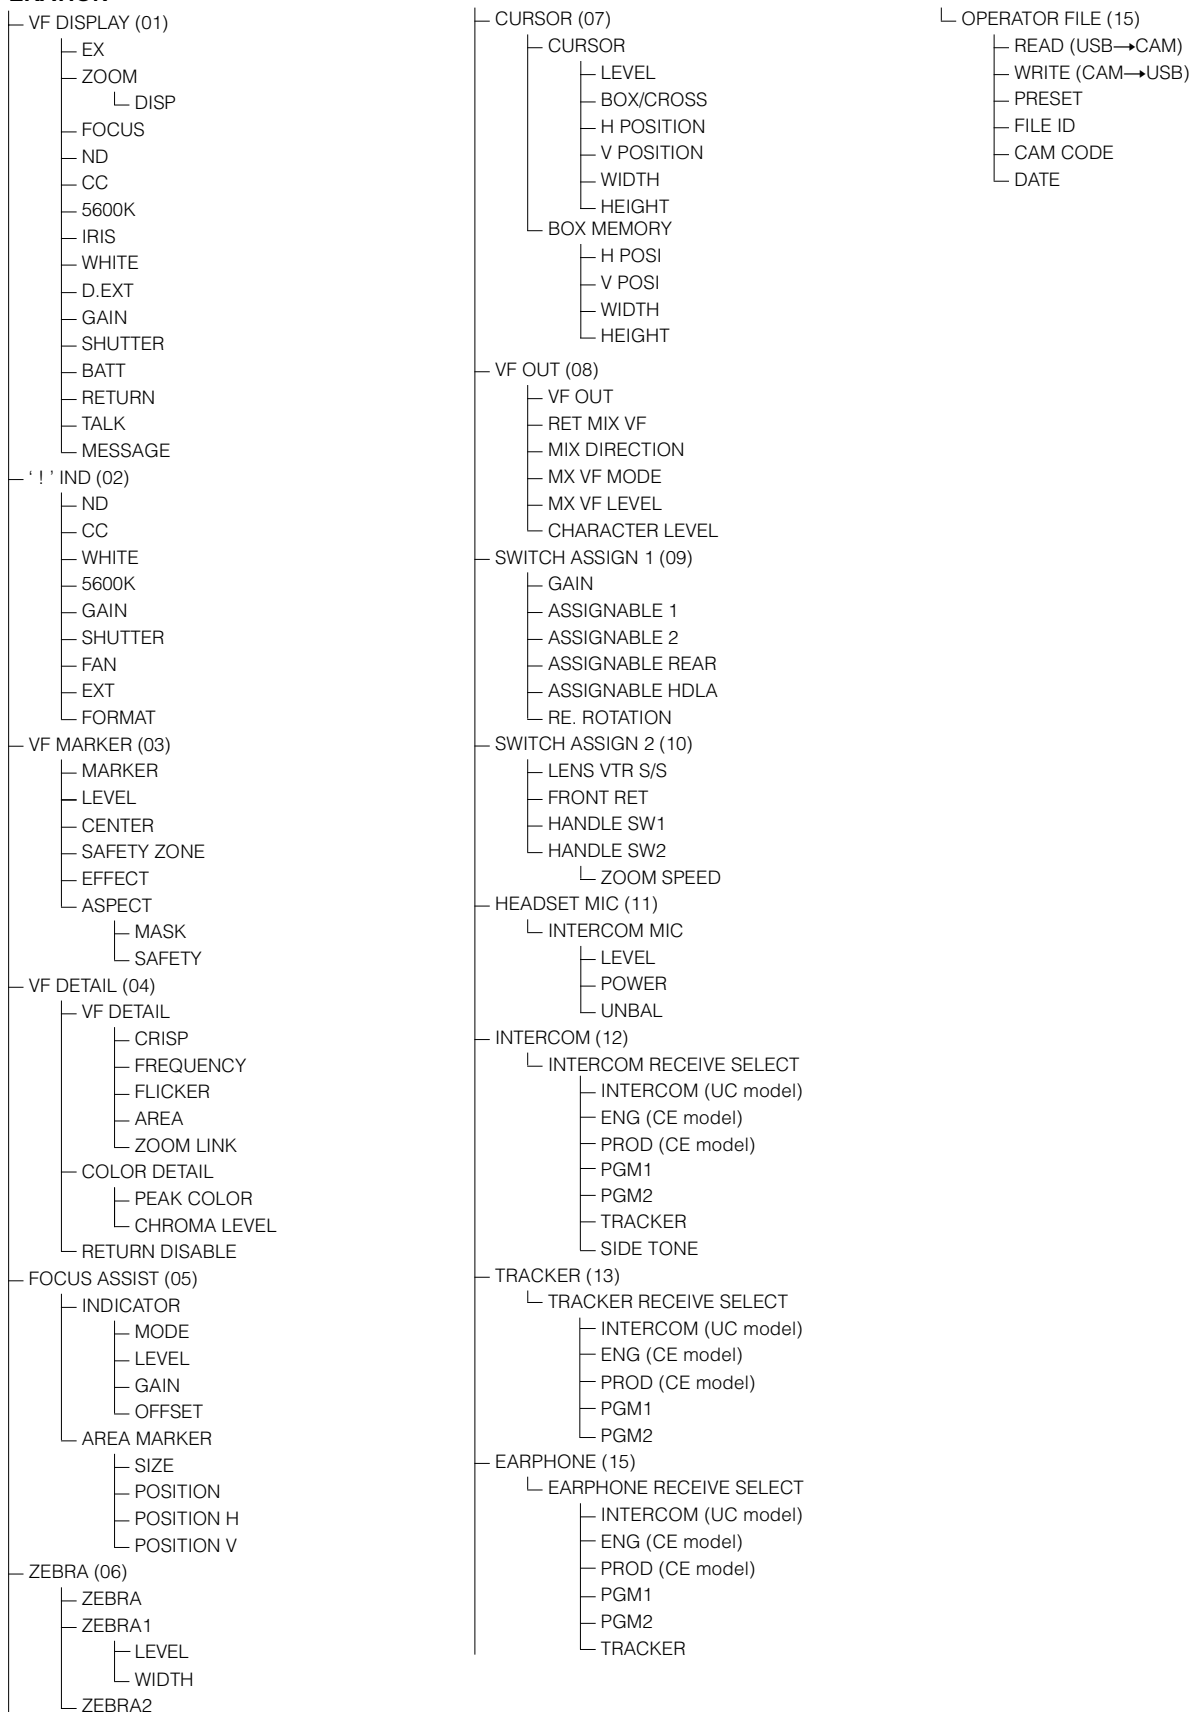 VF DISPLAY (01)
EX
ZOOM
DISP
FOCUS
ND
CC
5600K
IRIS
WHITE
D.EXT
GAIN
SHUTTER
BATT
RETURN
TALK
MESSAGE
‘ ! ’ IND (02)
ND
CC
WHITE
5600K
GAIN
SHUTTER
FAN
EXT
FORMAT
VF MARKER (03)
MARKER
LEVEL
CENTER
SAFETY ZONE
EFFECT
ASPECT
MASK
SAFETY
VF DETAIL (04)
VF DETAIL
CRISP
FREQUENCY
FLICKER
AREA
ZOOM LINK
COLOR DETAIL
PEAK COLOR
CHROMA LEVEL
RETURN DISABLE
FOCUS ASSIST (05)
INDICATOR
MODE
LEVEL
GAIN
OFFSET
AREA MARKER
SIZE
POSITION
POSITION H
POSITION V
ZEBRA (06)
ZEBRA
ZEBRA1
LEVEL
WIDTH
ZEBRA2
CURSOR (07)
CURSOR
LEVEL
BOX/CROSS
H POSITION
V POSITION
WIDTH
HEIGHT
BOX MEMORY
H POSI
V POSI
WIDTH
HEIGHT
VF OUT (08)
VF OUT
RET MIX VF
MIX DIRECTION
MX VF MODE
MX VF LEVEL
CHARACTER LEVEL
SWITCH ASSIGN 1 (09)
GAIN
ASSIGNABLE 1
ASSIGNABLE 2
ASSIGNABLE REAR
ASSIGNABLE HDLA
RE. ROTATION
SWITCH ASSIGN 2 (10)
LENS VTR S/S
FRONT RET
HANDLE SW1
HANDLE SW2
ZOOM SPEED
HEADSET MIC (11)
INTERCOM MIC
LEVEL
POWER
UNBAL
INTERCOM (12)
INTERCOM RECEIVE SELECT
INTERCOM (UC model)
ENG (CE model)
PROD (CE model)
PGM1
PGM2
TRACKER
SIDE TONE
TRACKER (13)
TRACKER RECEIVE SELECT
INTERCOM (UC model)
ENG (CE model)
PROD (CE model)
PGM1
PGM2
EARPHONE (15)
EARPHONE RECEIVE SELECT
INTERCOM (UC model)
ENG (CE model)
PROD (CE model)
PGM1
PGM2
TRACKER
OPERATOR FILE (15)
READ (USB→CAM)
WRITE (CAM→USB)
PRESET
FILE ID
CAM CODE
DATE